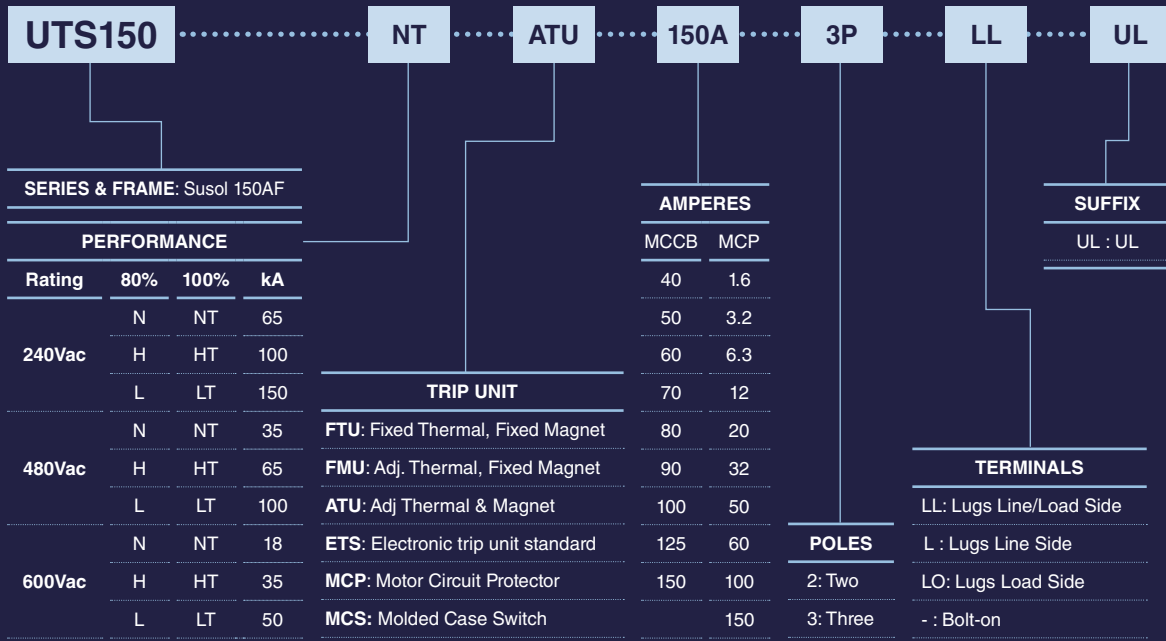 UTS150 NT ATU 150A 3P LL UL
SERIES & FRAME: Susol 150AF
PERFORMANCE
Rating 80% 100% kA
240Vac
N NT 65
H HT 100
L LT 150
480Vac
N NT 35
H HT 65
L LT 100
600Vac
N NT 18
H HT 35
L LT 50
TRIP UNIT
FTU: Fixed Thermal, Fixed Magnet
FMU: Adj. Thermal, Fixed Magnet
ATU: Adj Thermal & Magnet
ETS: Electronic trip unit standard
MCP: Motor Circuit Protector
MCS: Molded Case Switch
AMPERES
MCCB MCP
40 1.6
50 3.2
60 6.3
70 12
80 20
90 32
100 50
125 60
150 100
150
POLES
2: Two
3: Three
TERMINALS
LL: Lugs Line/Load Side
L : Lugs Line Side
LO: Lugs Load Side
- : Bolt-on
SUFFIX
UL : UL